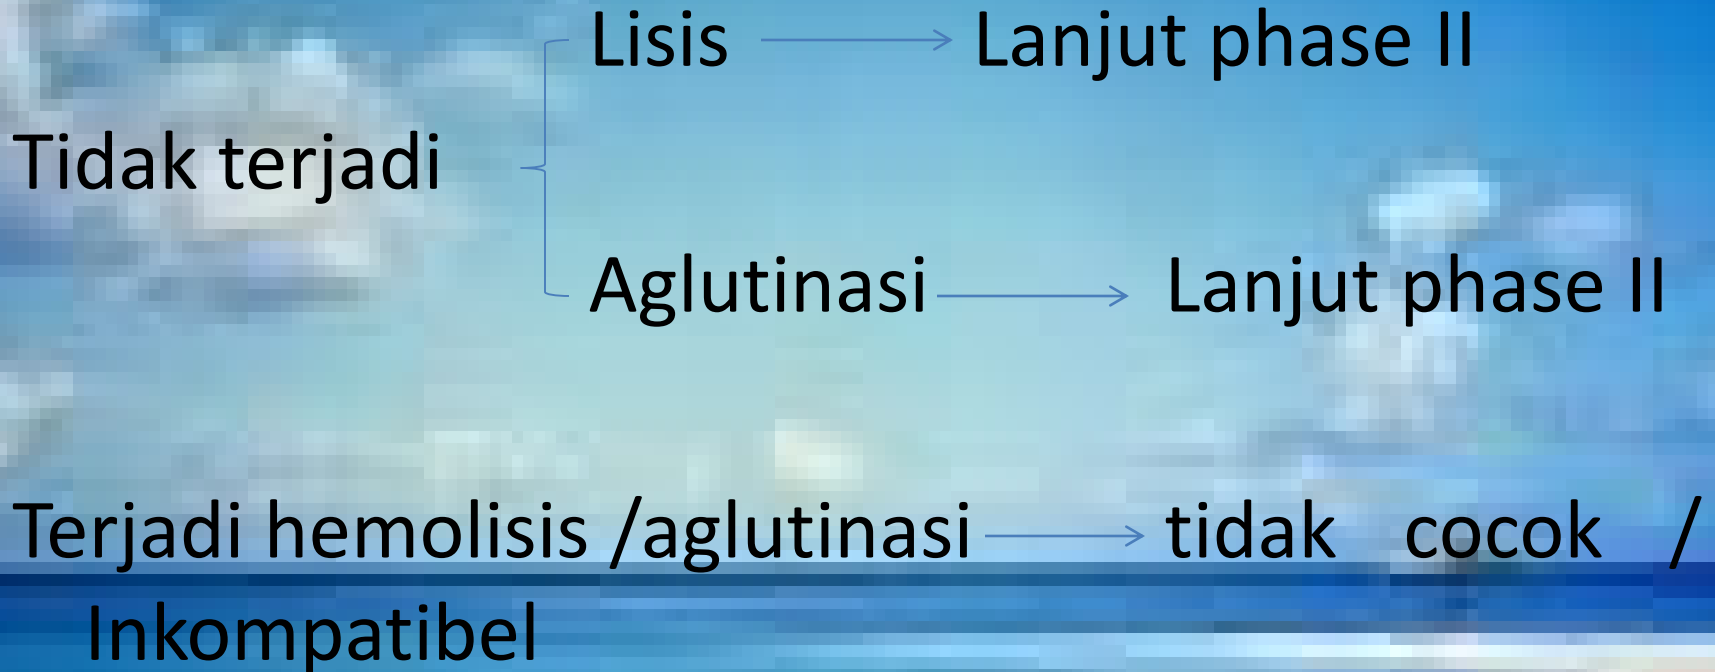 Lisis Lanjut phase II
Tidak terjadi
Aglutinasi Lanjut phase II
Terjadi hemolisis /aglutinasi tidak cocok /
Inkompatibel